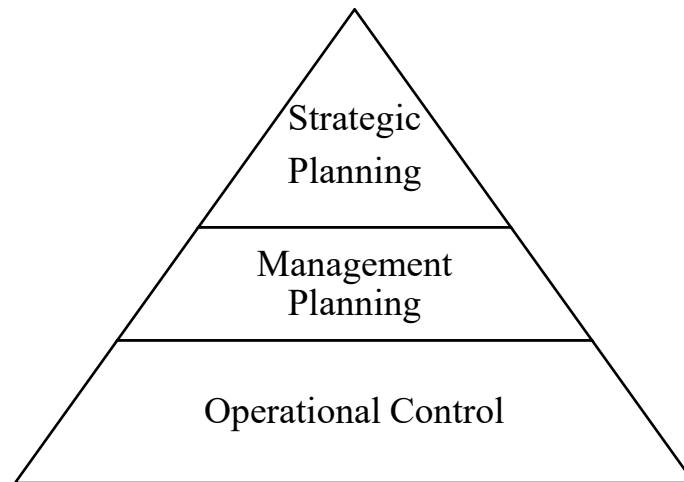 Strategic
Planning
Management
Planning
Operational Control